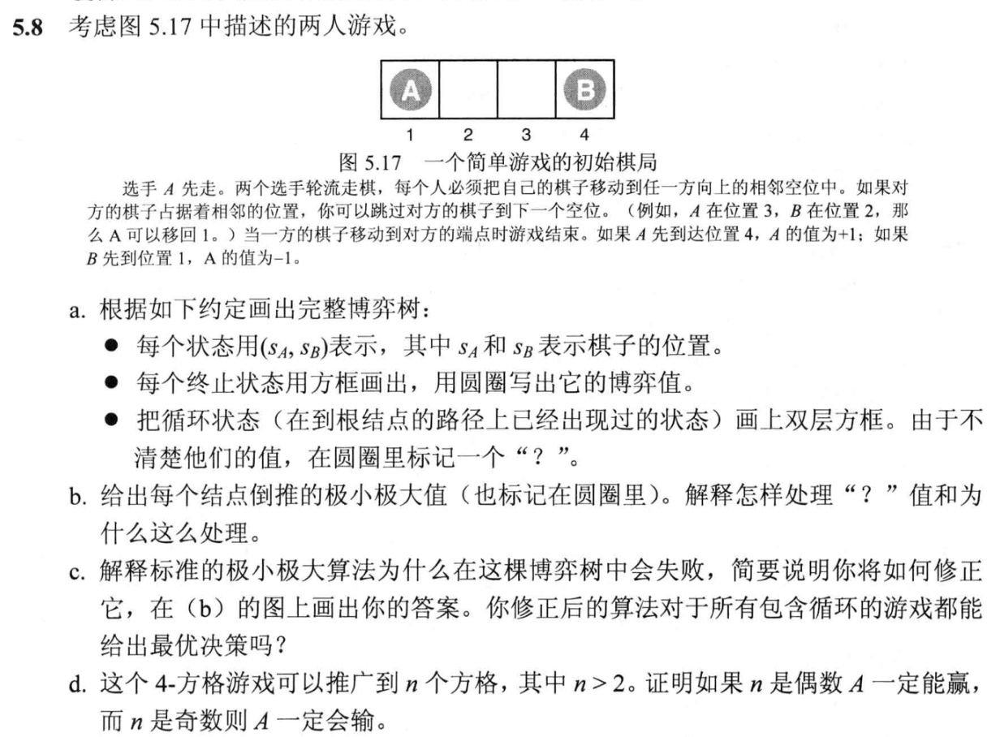 5.8 考虑图 5.17 中描述的两人游戏。
A B
1 2 3 4
图 5.17 一个简单游戏的初始棋局
选手 A 先走。两个选手轮流走棋，每个人必须把自己的棋子移动到任一方向上的相邻空位中。如果对
方的棋子占据着相邻的位置，你可以跳过对方的棋子到下一个空位。（例如，A 在位置 3，B 在位置 2，那
么 A 可以移回 1。）当一方的棋子移动到对方的端点时游戏结束。如果 A 先到达位置 4，A 的值为+1；如果
B 先到位置 1，A 的值为−1。
a. 根据如下约定画出完整博弈树：
● 每个状态用(sA, sB)表示，其中 sA 和 sB 表示棋子的位置。
● 每个终止状态用方框画出，用圆圈写出它的博弈值。
● 把循环状态（在到根结点的路径上已经出现过的状态）画上双层方框。由于不
清楚他们的值，在圆圈里标记一个“？”。
b. 给出每个结点倒推的极小极大值（也标记在圆圈里）。解释怎样处理“？”值和为
什么这么处理。
c. 解释标准的极小极大算法为什么在这棵博弈树中会失败，简要说明你将如何修正
它，在（b）的图上画出你的答案。你修正后的算法对于所有包含循环的游戏都能
给出最优决策吗？
d. 这个 4-方格游戏可以推广到 n 个方格，其中 n > 2。证明如果 n 是偶数 A 一定能赢，
而 n 是奇数则 A 一定会输。